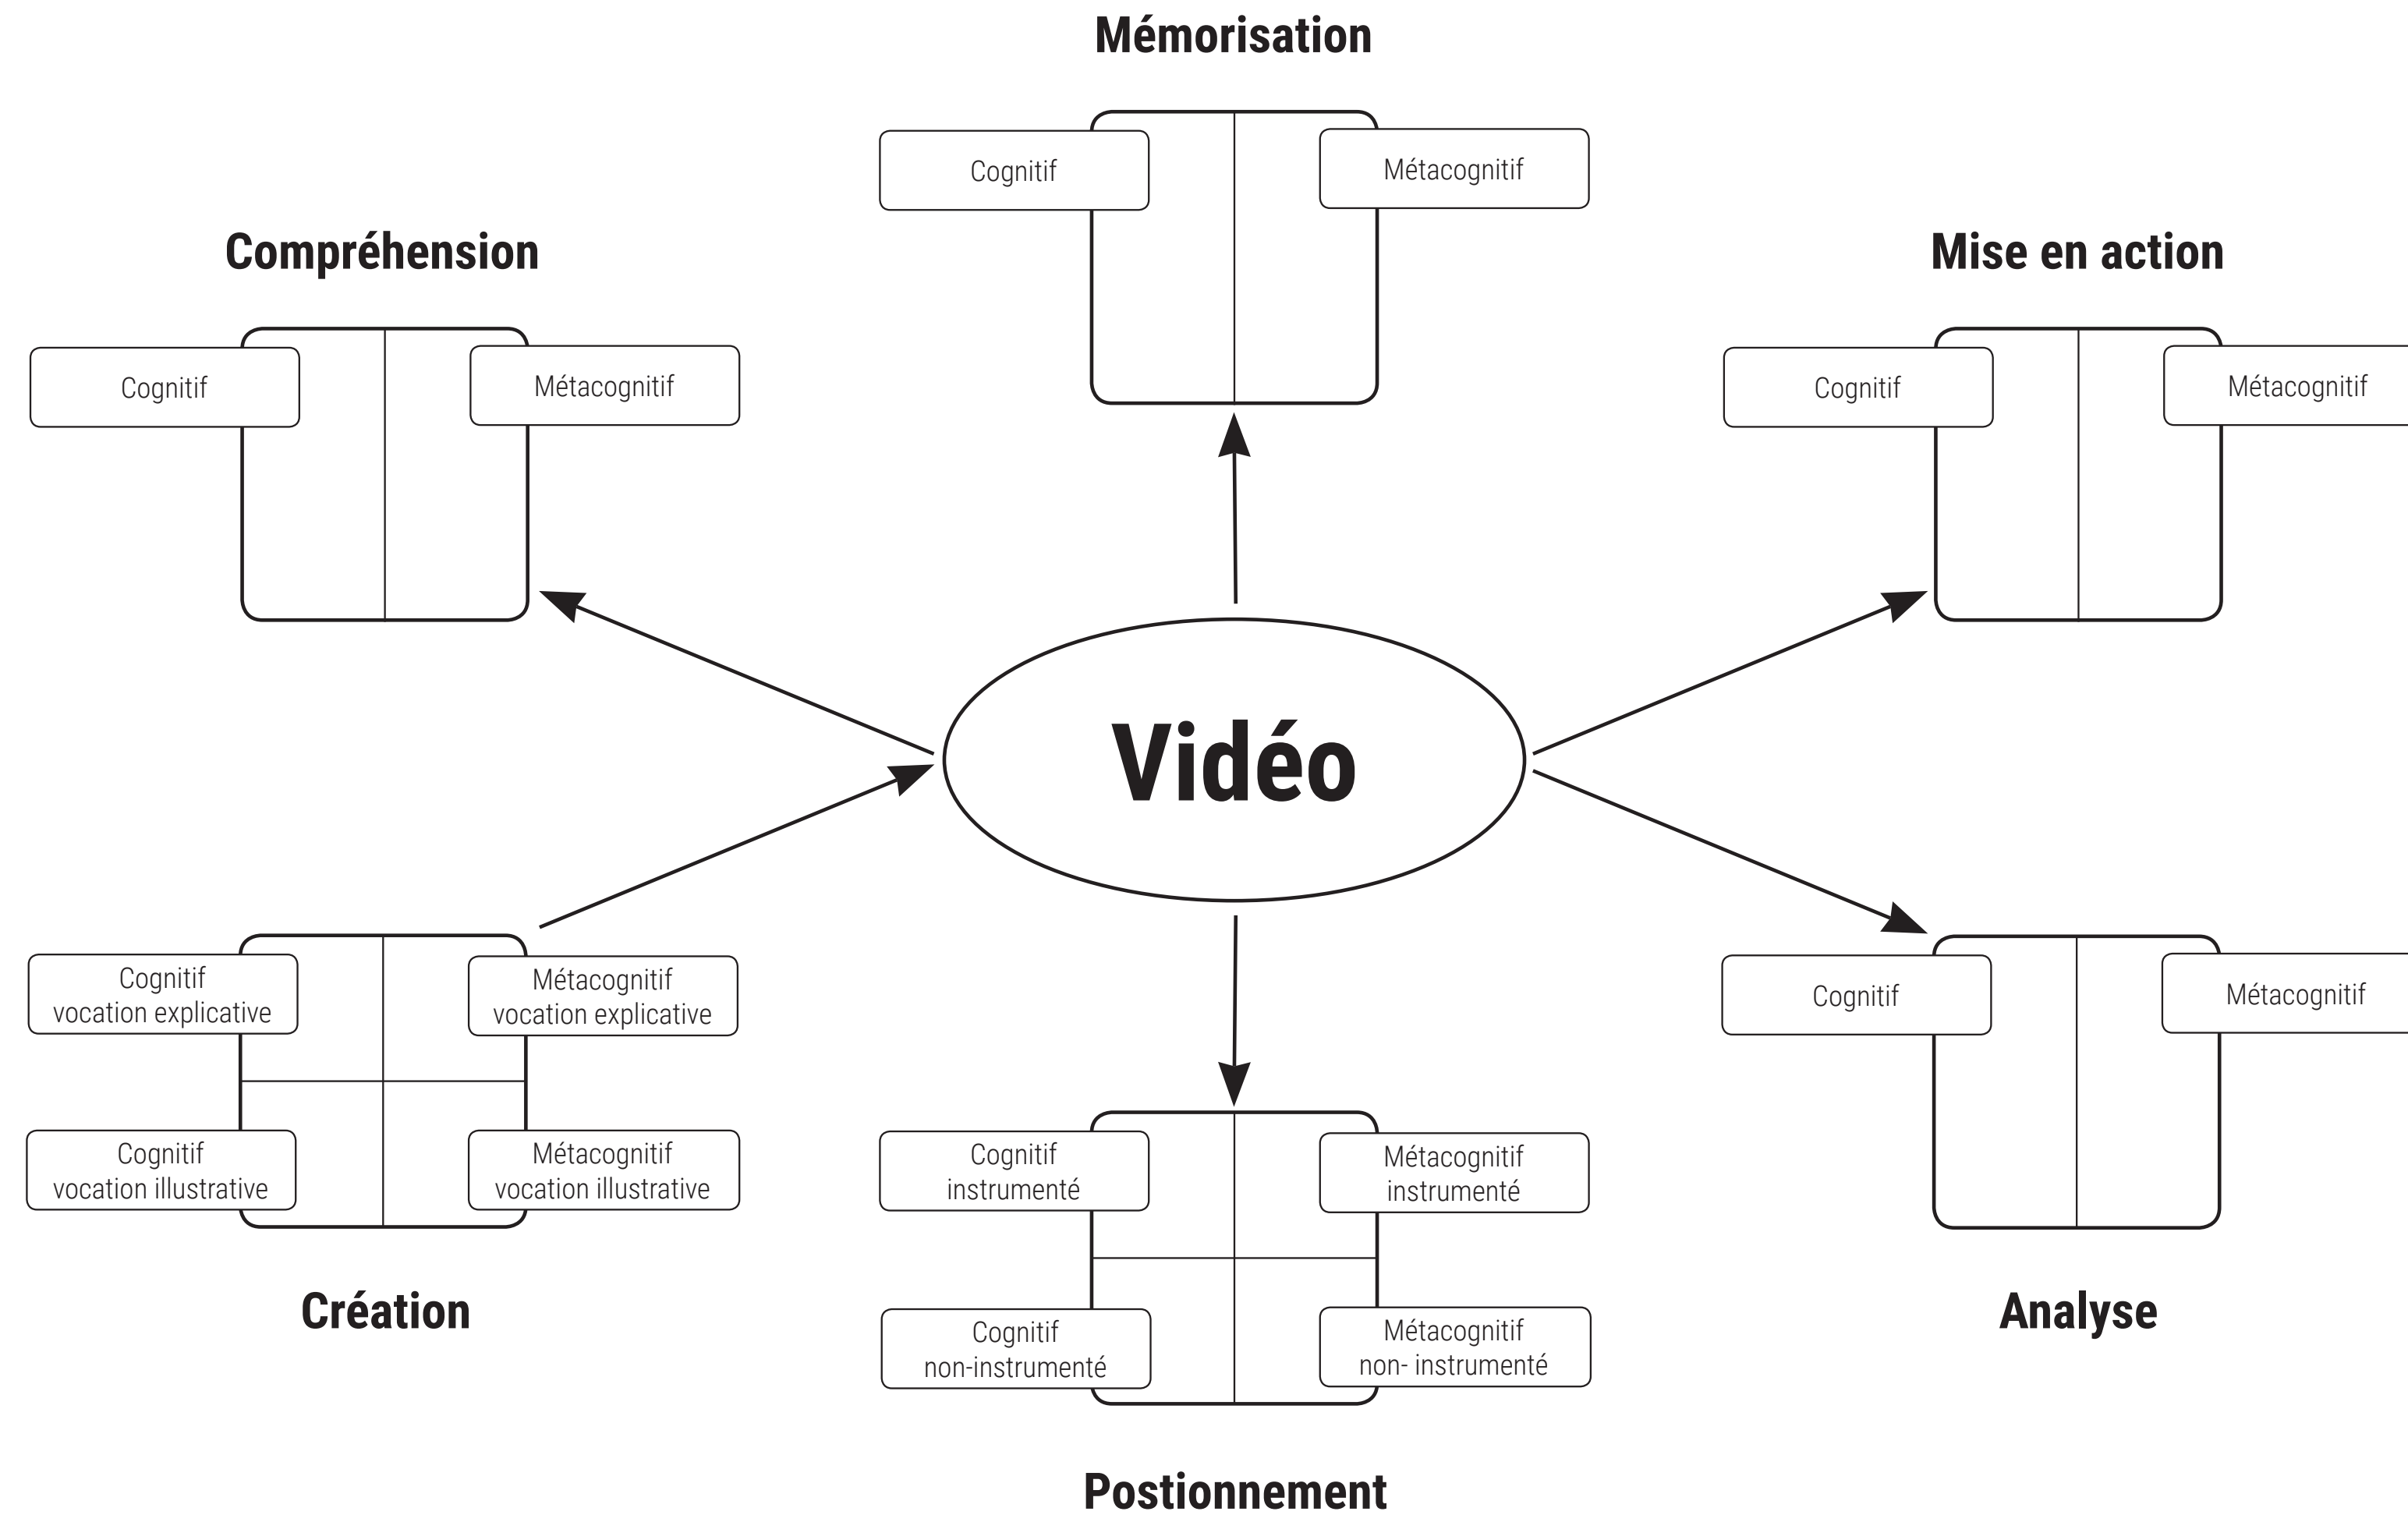 Mémorisation
Cognitif
Métacognitif
Compréhension
Cognitif
Métacognitif
Mise en action
Cognitif
Métacognitif
Vidéo
Cognitif
vocation explicative
Métacognitif
vocation explicative
Cognitif
vocation illustrative
Métacognitif
vocation illustrative
Création
Cognitif
instrumenté
Métacognitif
instrumenté
Cognitif
non-instrumenté
Métacognitif
non- instrumenté
Postionnement
Cognitif
Métacognitif
Analyse